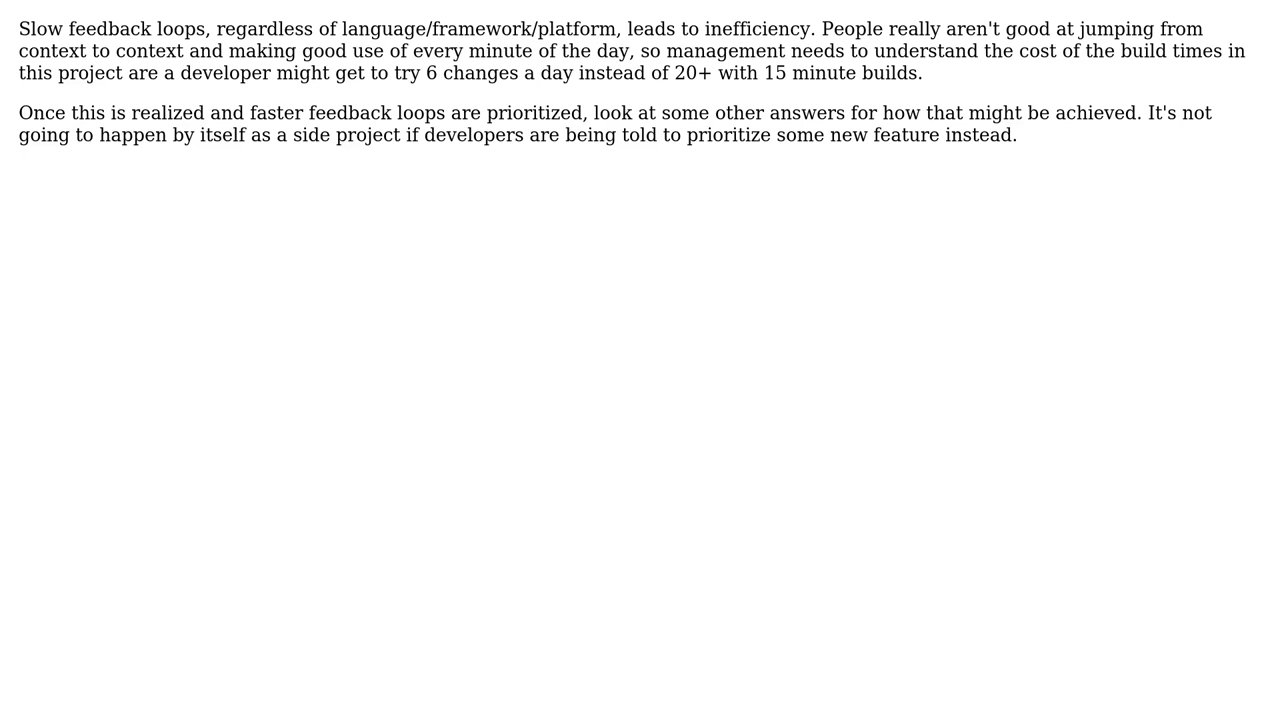 Slow feedback loops, regardless of language/framework/platform, leads to inefficiency. People really aren't good at jumping from
context to context and making good use of every minute of the day, so management needs to understand the cost of the build times in
this project are a developer might get to try 6 changes a day instead of 20+ with 15 minute builds.
Once this is realized and faster feedback loops are prioritized, look at some other answers for how that might be achieved. It's not
going to happen by itself as a side project if developers are being told to prioritize some new feature instead.